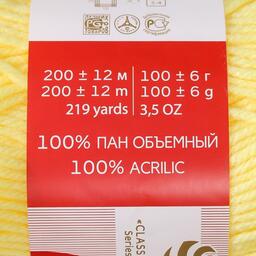 200 ± 12 м 100 ± 6 г
200 ± 12 m 100 ± 6 g
219 yards 3,5 OZ
100% ПАН ОБЪЕМНЫЙ
100% ACRILIC
«CLASS
Series